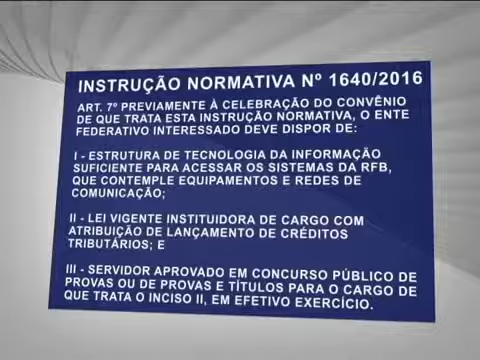 INSTRUÇÃO NORMATIVA Nº 1640/2016
ART. 7º PREVIAMENTE À CELEBRAÇÃO DO CONVÊNIO
DE QUE TRATA ESTA INSTRUÇÃO NORMATIVA, O ENTE
FEDERATIVO INTERESSADO DEVE DISPOR DE:
I - ESTRUTURA DE TECNOLOGIA DA INFORMAÇÃO
SUFICIENTE PARA ACESSAR OS SISTEMAS DA RFB,
QUE CONTEMPLE EQUIPAMENTOS E REDES DE
COMUNICAÇÃO;
II - LEI VIGENTE INSTITUIDORA DE CARGO COM
ATRIBUIÇÃO DE LANÇAMENTO DE CRÉDITOS
TRIBUTÁRIOS; E
III - SERVIDOR APROVADO EM CONCURSO PÚBLICO DE
PROVAS OU DE PROVAS E TÍTULOS PARA O CARGO DE
QUE TRATA O INCISO II, EM EFETIVO EXERCÍCIO.